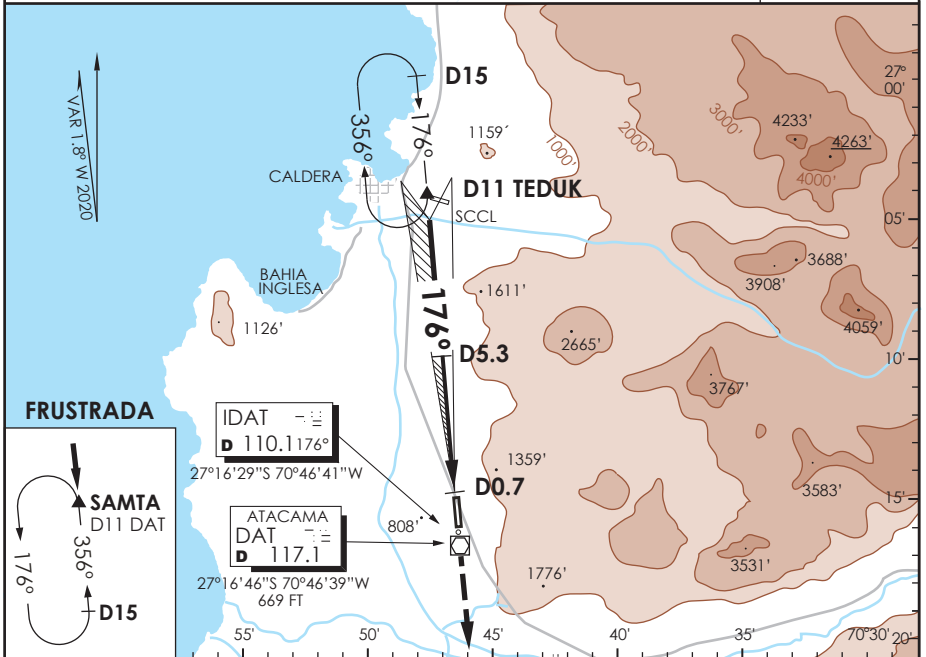 VAR 1.8° W 2020
D15
356°
176°
1159´
1000'
2000'
3000'
4233'
4263'
4000'
27°
00'
CALDERA
D11 TEDUK
SCCL
05'
BAHIA
INGLESA
1126'
176°
1611'
3688'
3908'
4059'
2665'
D5.3
10'
3767'
FRUSTRADA
IDAT
D 110.1 176°
27°16'29"S 70°46'41"W
1359'
D0.7
3583'
15'
SAMTA
D11 DAT
176°
356°
D15
ATACAMA
DAT
D 117.1
808'
27°16'46"S 70°46'39"W
669 FT
1776'
3531'
55'
50'
45'
40'
35'
70°30'
20'